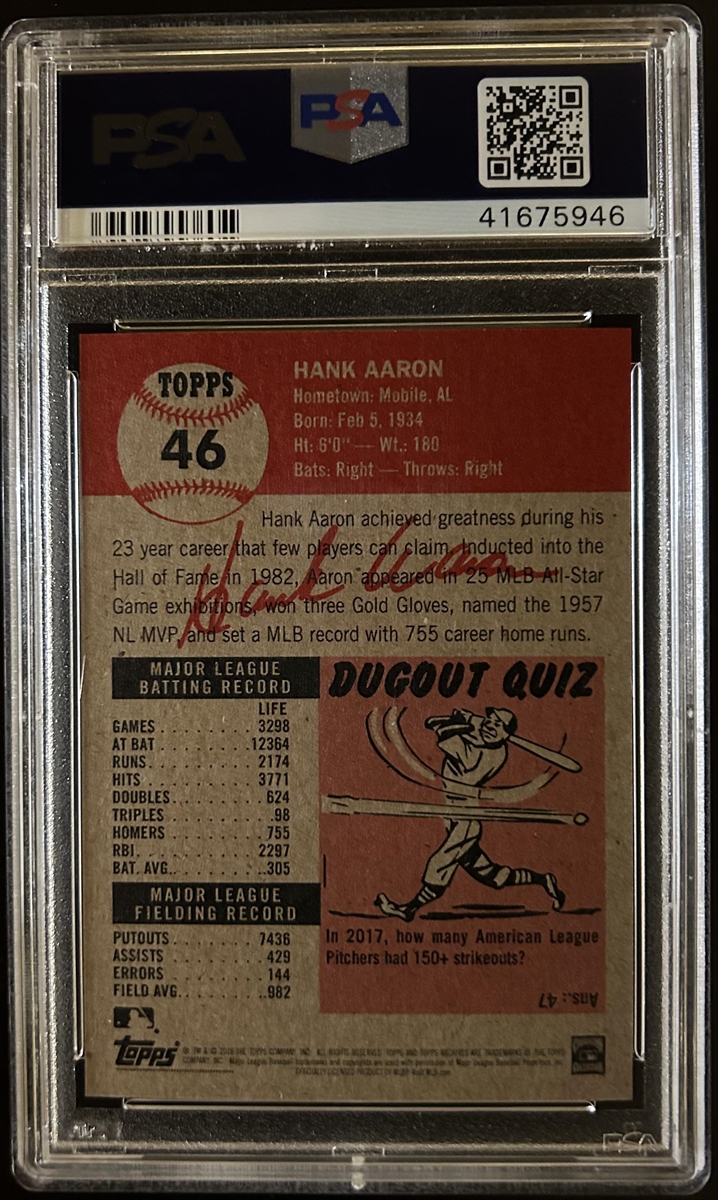 PSA
PSA
41675946
TOPPS
46
HANK AARON
Hometown: Mobile, AL
Born: Feb 5, 1934
Ht: 6'0" — Wt.: 180
Bats: Right — Throws: Right
Hank Aaron achieved greatness during his
23 year career that few players can claim. Inducted into the
Hall of Fame in 1982, Aaron appeared in 25 MLB All-Star
Game exhibitions, won three Gold Gloves, named the 1957
NL MVP, and set a MLB record with 755 career home runs.
Hank Aaron
MAJOR LEAGUE
BATTING RECORD
LIFE
GAMES . . . . . . . . . 3298
AT BAT . . . . . . . . .12364
RUNS . . . . . . . . . . 2174
HITS . . . . . . . . . . 3771
DOUBLES. . . . . . . . .624
TRIPLES . . . . . . . . . .98
HOMERS . . . . . . . . 755
RBI. . . . . . . . . . . 2297
BAT. AVG.. . . . . . . ..305
MAJOR LEAGUE
FIELDING RECORD
PUTOUTS . . . . . . . . 7436
ASSISTS . . . . . . . . . 429
ERRORS . . . . . . . . . 144
FIELD AVG.. . . . . . . ..982
DUGOUT QUIZ
In 2017, how many American League
Pitchers had 150+ strikeouts?
Ans.: 47
Topps
PSA